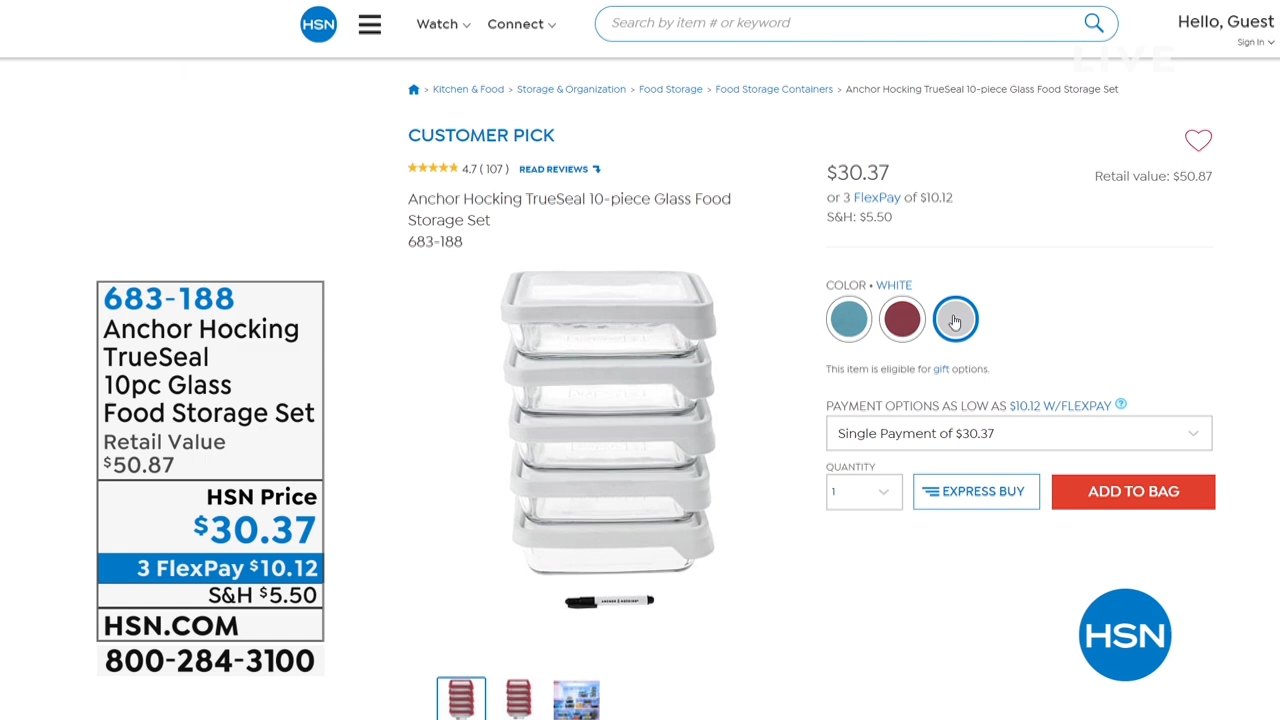 HSN
Watch
Connect
Search by item # or keyword
Hello, Guest
Sign In
LIVE
> Kitchen & Food > Storage & Organization > Food Storage > Food Storage Containers > Anchor Hocking TrueSeal 10-piece Glass Food Storage Set
CUSTOMER PICK
4.7 ( 107 ) READ REVIEWS
Anchor Hocking TrueSeal 10-piece Glass Food
Storage Set
683-188
$30.37
Retail value: $50.87
or 3 FlexPay of $10.12
S&H: $5.50
COLOR • WHITE
This item is eligible for gift options.
PAYMENT OPTIONS AS LOW AS $10.12 W/FLEXPAY ?
Single Payment of $30.37
QUANTITY
1
EXPRESS BUY
ADD TO BAG
683-188
Anchor Hocking
TrueSeal
10pc Glass
Food Storage Set
Retail Value
$50.87
HSN Price
$30.37
3 FlexPay $10.12
S&H $5.50
HSN.COM
800-284-3100
ANCHOR HOCKING
HSN